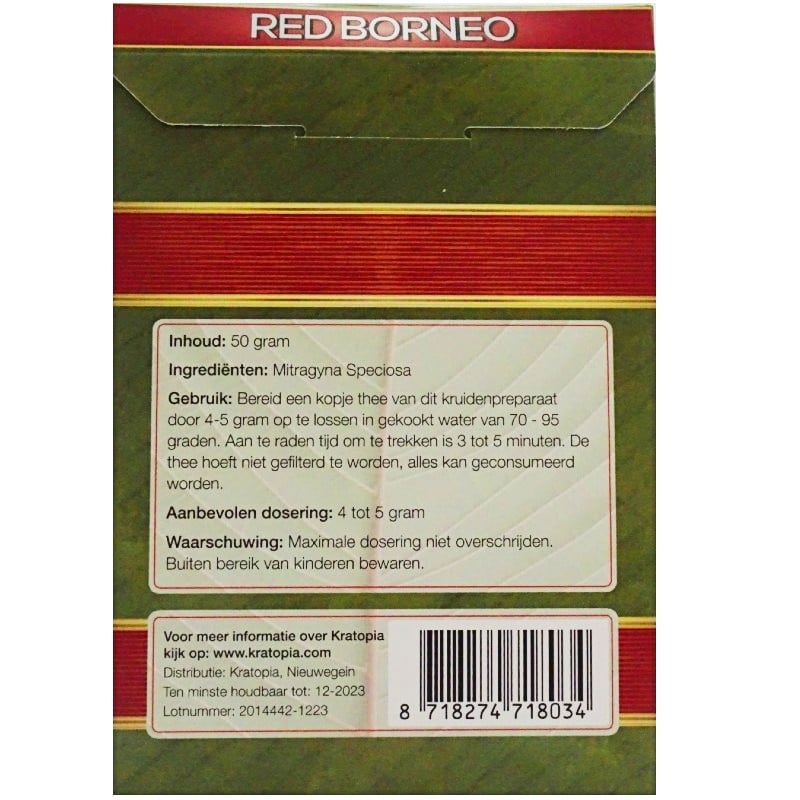 RED BORNEO
Inhoud: 50 gram
Ingrediënten: Mitragyna Speciosa
Gebruik: Bereid een kopje thee van dit kruidenpreparaat
door 4-5 gram op te lossen in gekookt water van 70 - 95
graden. Aan te raden tijd om te trekken is 3 tot 5 minuten. De
thee hoeft niet gefilterd te worden, alles kan geconsumeerd
worden.
Aanbevolen dosering: 4 tot 5 gram
Waarschuwing: Maximale dosering niet overschrijden.
Buiten bereik van kinderen bewaren.
Voor meer informatie over Kratopia
kijk op: www.kratopia.com
Distributie: Kratopia, Nieuwegein
Ten minste houdbaar tot: 12-2023
Lotnummer: 2014442-1223
8 718274 718034